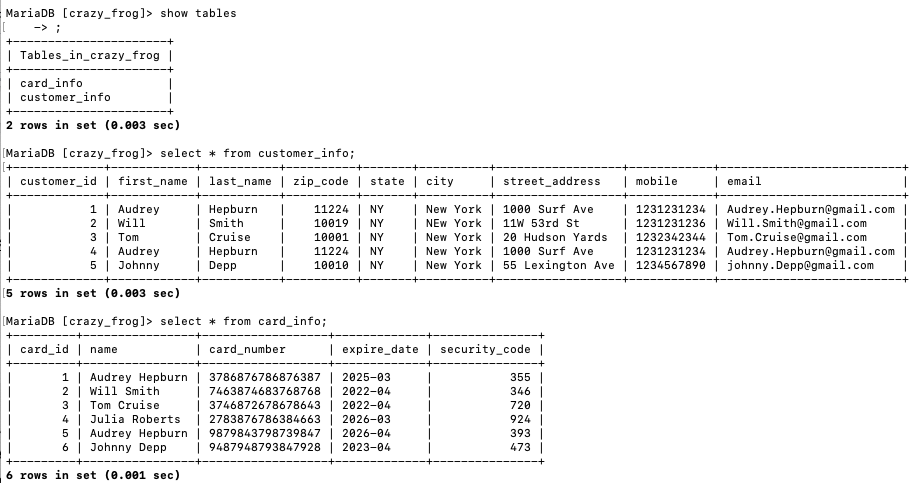 MariaDB [crazy_frog]> show tables
[    -> ;
+-----------------------+
| Tables_in_crazy_frog |
+-----------------------+
| card_info |
| customer_info |
+-----------------------+
2 rows in set (0.003 sec)
[MariaDB [crazy_frog]> select * from customer_info;
| customer_id | first_name | last_name | zip_code | state | city | street_address | mobile | email |
| 1 | Audrey | Hepburn | 11224 | NY | New York | 1000 Surf Ave | 1231231234 | Audrey.Hepburn@gmail.com |
| 2 | Will | Smith | 10019 | NY | NEw York | 11W 53rd St | 1231231236 | Will.Smith@gmail.com |
| 3 | Tom | Cruise | 10001 | NY | New York | 20 Hudson Yards | 1232342344 | Tom.Cruise@gmail.com |
| 4 | Audrey | Hepburn | 11224 | NY | New York | 1000 Surf Ave | 1231231234 | Audrey.Hepburn@gmail.com |
| 5 | Johnny | Depp | 10010 | NY | New York | 55 Lexington Ave | 1234567890 | johnny.Depp@gmail.com |
5 rows in set (0.003 sec)
[MariaDB [crazy_frog]> select * from card_info;
| card_id | name | card_number | expire_date | security_code |
| 1 | Audrey Hepburn | 3786876786876387 | 2025-03 | 355 |
| 2 | Will Smith | 7463874683768768 | 2022-04 | 346 |
| 3 | Tom Cruise | 3746872678678643 | 2022-04 | 720 |
| 4 | Julia Roberts | 2783876786384663 | 2026-03 | 924 |
| 5 | Audrey Hepburn | 9879843798739847 | 2026-04 | 393 |
| 6 | Johnny Depp | 9487948793847928 | 2023-04 | 473 |
6 rows in set (0.001 sec)